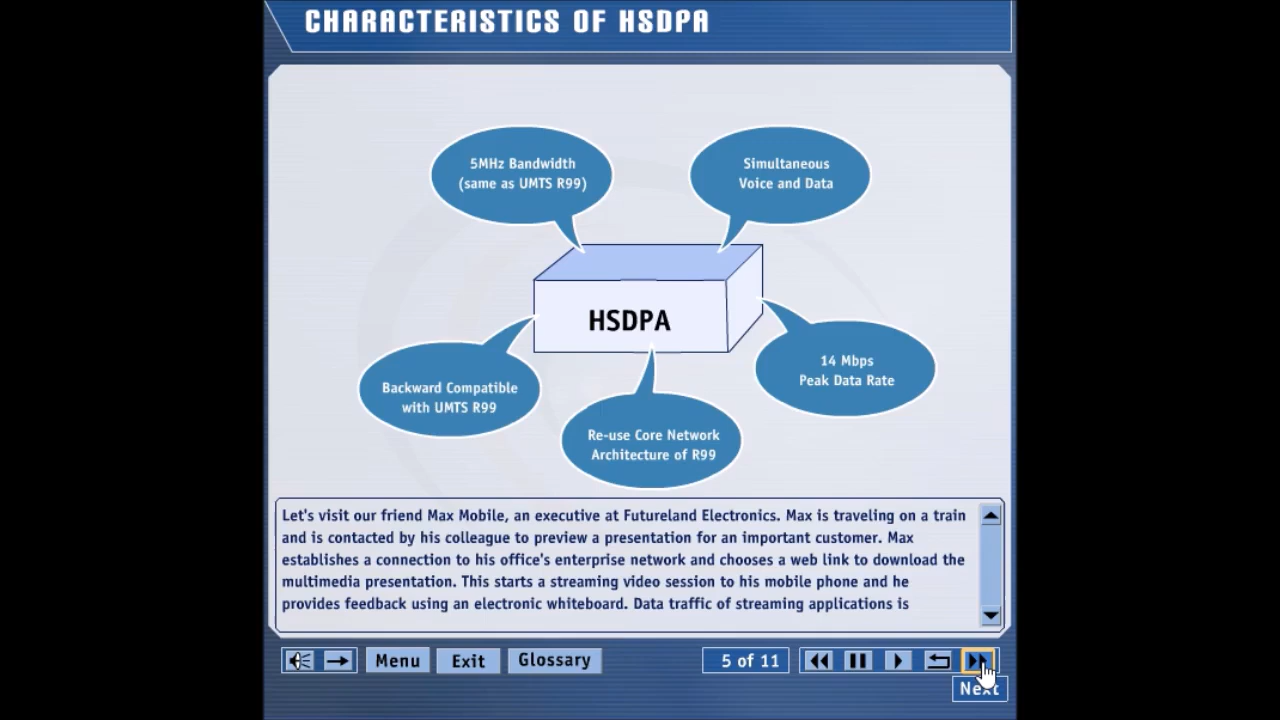 CHARACTERISTICS OF HSDPA
5MHz Bandwidth
(same as UMTS R99)
Simultaneous
Voice and Data
HSDPA
14 Mbps
Peak Data Rate
Backward Compatible
with UMTS R99
Re-use Core Network
Architecture of R99
Let's visit our friend Max Mobile, an executive at Futureland Electronics. Max is traveling on a train
and is contacted by his colleague to preview a presentation for an important customer. Max
establishes a connection to his office's enterprise network and chooses a web link to download the
multimedia presentation. This starts a streaming video session to his mobile phone and he
provides feedback using an electronic whiteboard. Data traffic of streaming applications is
Menu Exit Glossary 5 of 11
Next